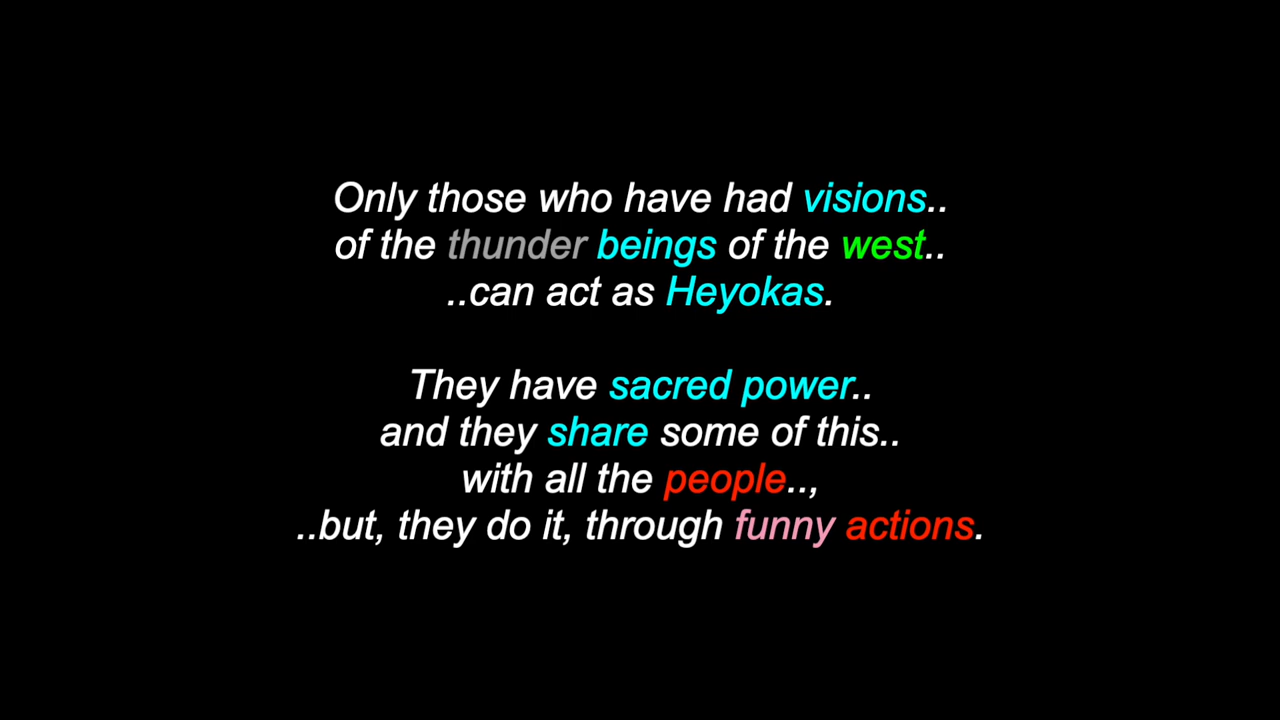 Only those who have had visions..
of the thunder beings of the west..
..can act as Heyokas.
They have sacred power..
and they share some of this..
with all the people..,
..but, they do it, through funny actions.